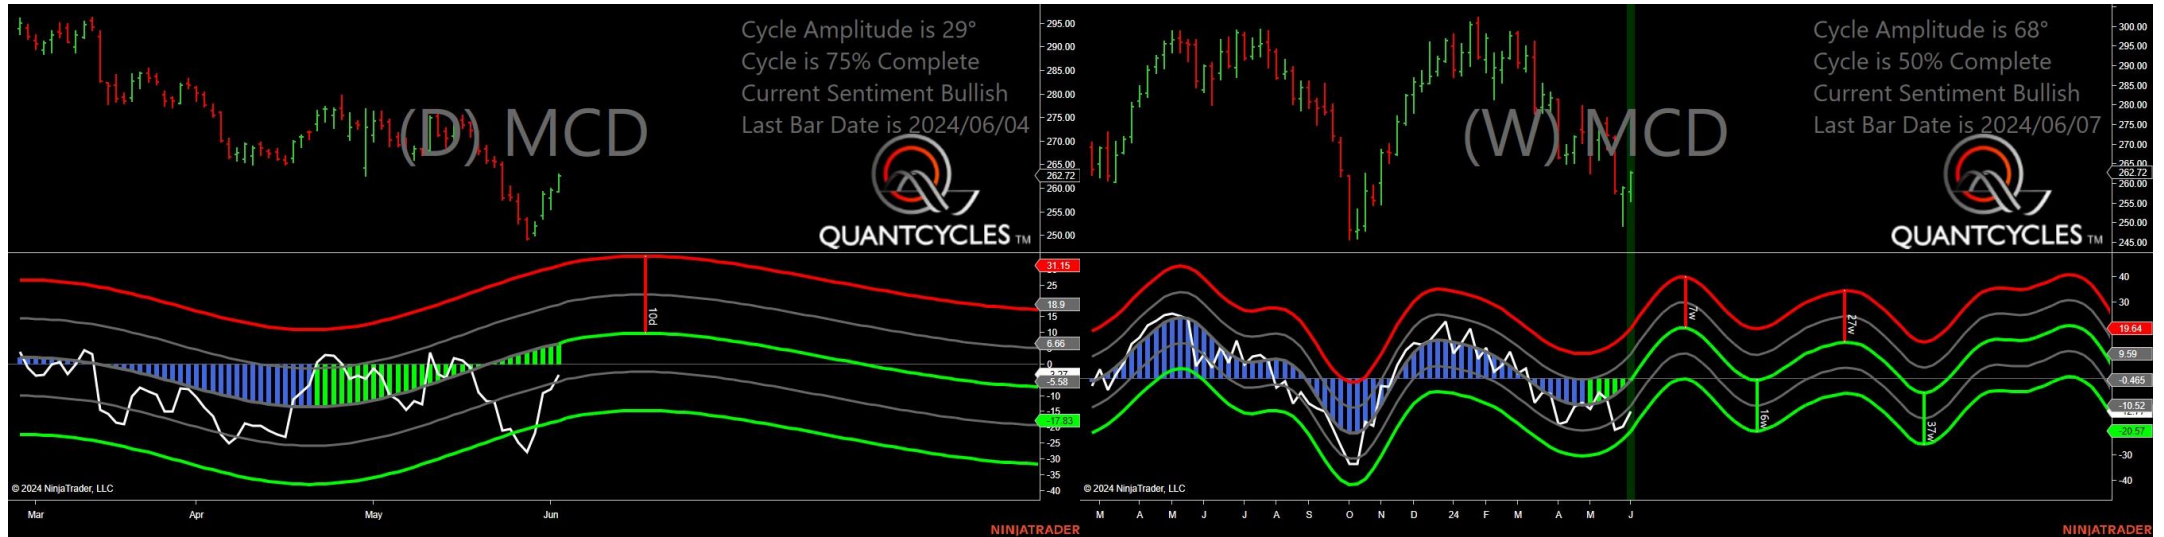 Cycle Amplitude is 29°
Cycle is 75% Complete
Current Sentiment Bullish
Last Bar Date is 2024/06/04
(D) MCD
QUANTCYCLES TM
295.00
290.00
285.00
280.00
275.00
270.00
265.00
262.72
260.00
255.00
250.00
31.15
25
18.9
15
10
6.66
0
-5.58
-10
-15
-17.83
-25
-30
-35
-40
10d
© 2024 NinjaTrader, LLC
Mar Apr May Jun
NINJATRADER
Cycle Amplitude is 68°
Cycle is 50% Complete
Current Sentiment Bullish
Last Bar Date is 2024/06/07
(W) MCD
QUANTCYCLES TM
300.00
295.00
290.00
285.00
280.00
275.00
270.00
265.00
262.72
260.00
255.00
250.00
245.00
40
30
19.64
9.59
-0.465
-10.52
-20.57
-30
-40
7w
16w
27w
37w
© 2024 NinjaTrader, LLC
M A M J J A S O N D 24 F M A M J
NINJATRADER